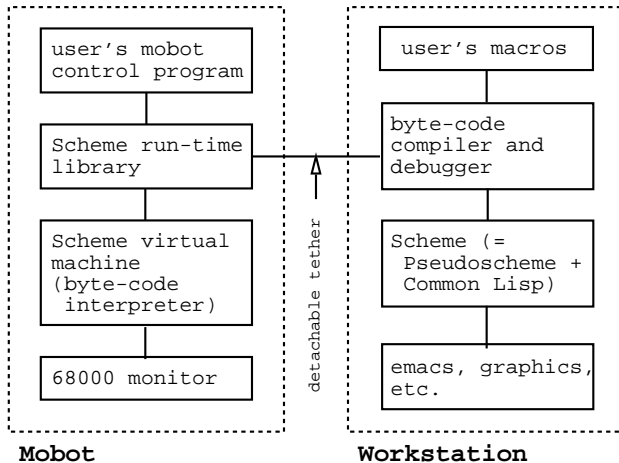 user's mobot
control program
Scheme run-time
library
Scheme virtual
machine
(byte-code
interpreter)
68000 monitor
Mobot
detachable tether
user's macros
byte-code
compiler and
debugger
Scheme (=
Pseudoscheme +
Common Lisp)
emacs, graphics,
etc.
Workstation